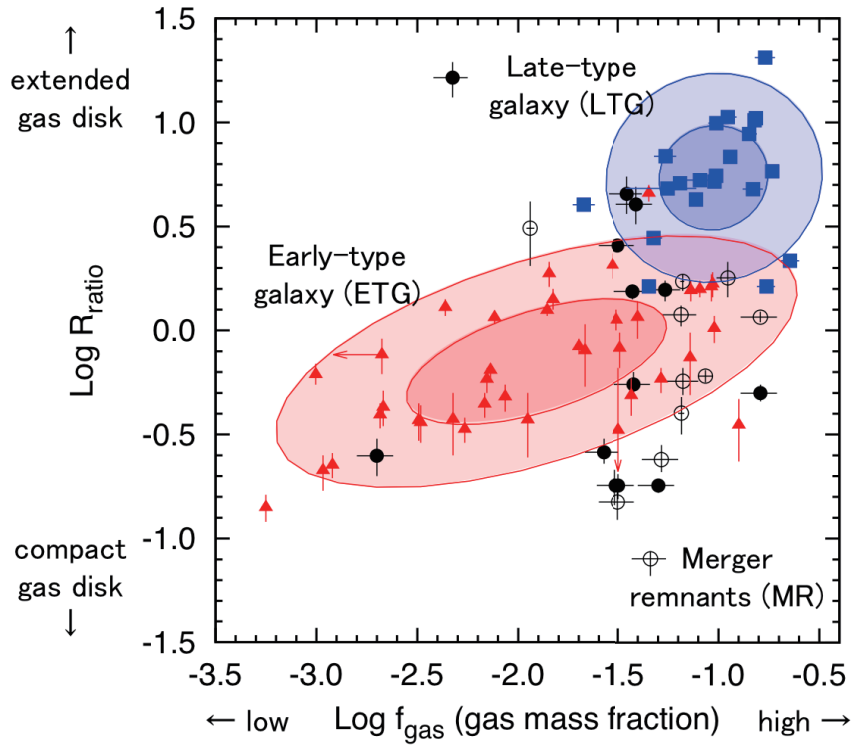 ↑
extended
gas disk
Log R_ratio
compact
gas disk
↓
1.5
1.0
0.5
0.0
-0.5
-1.0
-1.5
Late-type
galaxy (LTG)
Early-type
galaxy (ETG)
Merger
remnants (MR)
-3.5 -3.0 -2.5 -2.0 -1.5 -1.0 -0.5
← low Log f_gas (gas mass fraction) high →